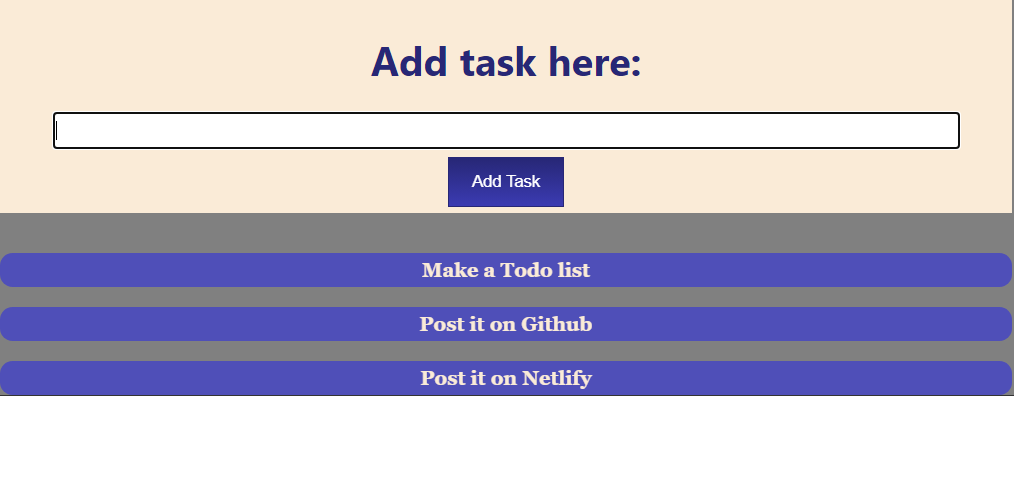 Add task here:
Add Task
Make a Todo list
Post it on Github
Post it on Netlify